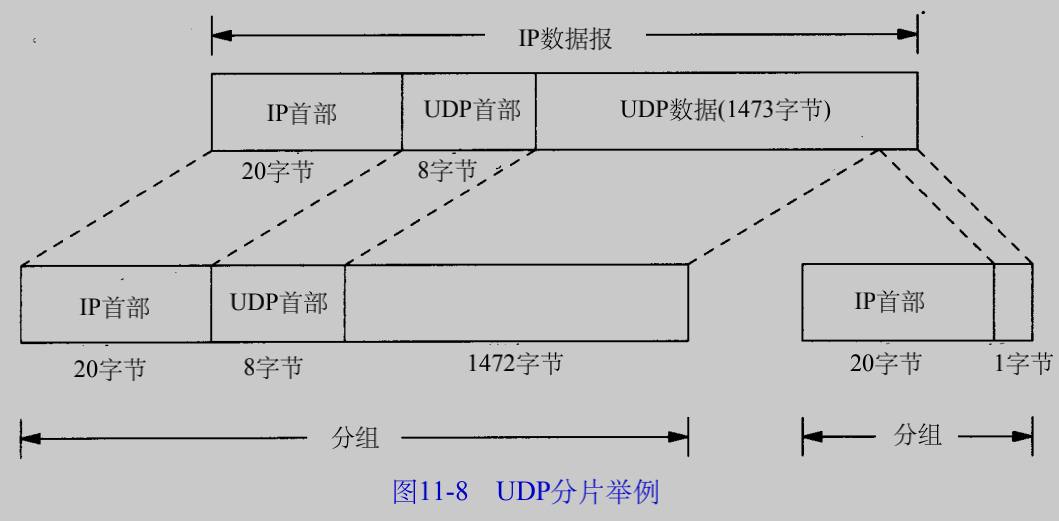 IP数据报
IP首部 UDP首部 UDP数据(1473字节)
20字节 8字节
IP首部 UDP首部 IP首部
20字节 8字节 1472字节 20字节 1字节
分组 分组
图11-8 UDP分片举例